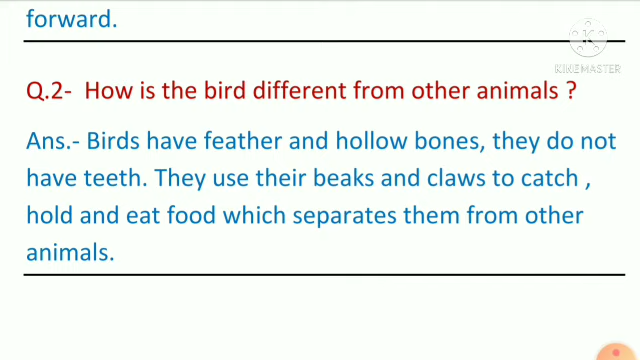 forward.
KINEMASTER
Q.2- How is the bird different from other animals ?
Ans.- Birds have feather and hollow bones, they do not
have teeth. They use their beaks and claws to catch ,
hold and eat food which separates them from other
animals.